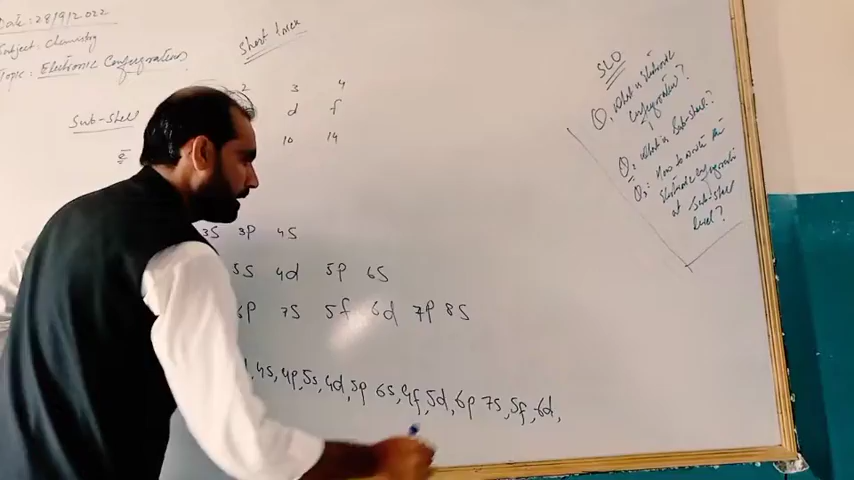 Date: 28/9/2022
Subject: Chemistry
Topic: Electronic Configuration
Short Trick
Sub-Shell
2 3 4
d f
e 10 14
3s 3p 4s
5s 4d 5p 6s
6p 7s 5f 6d 7p 8s
4s, 4p, 5s, 4d, 5p 6s, 4f, 5d, 6p 7s, 5f, 6d,
SLO
Q1 What is Electronic
configuration?
Q2 What is Sub-shell?
Q3: How to write the
Electronic configuration
at Sub-shell
level?